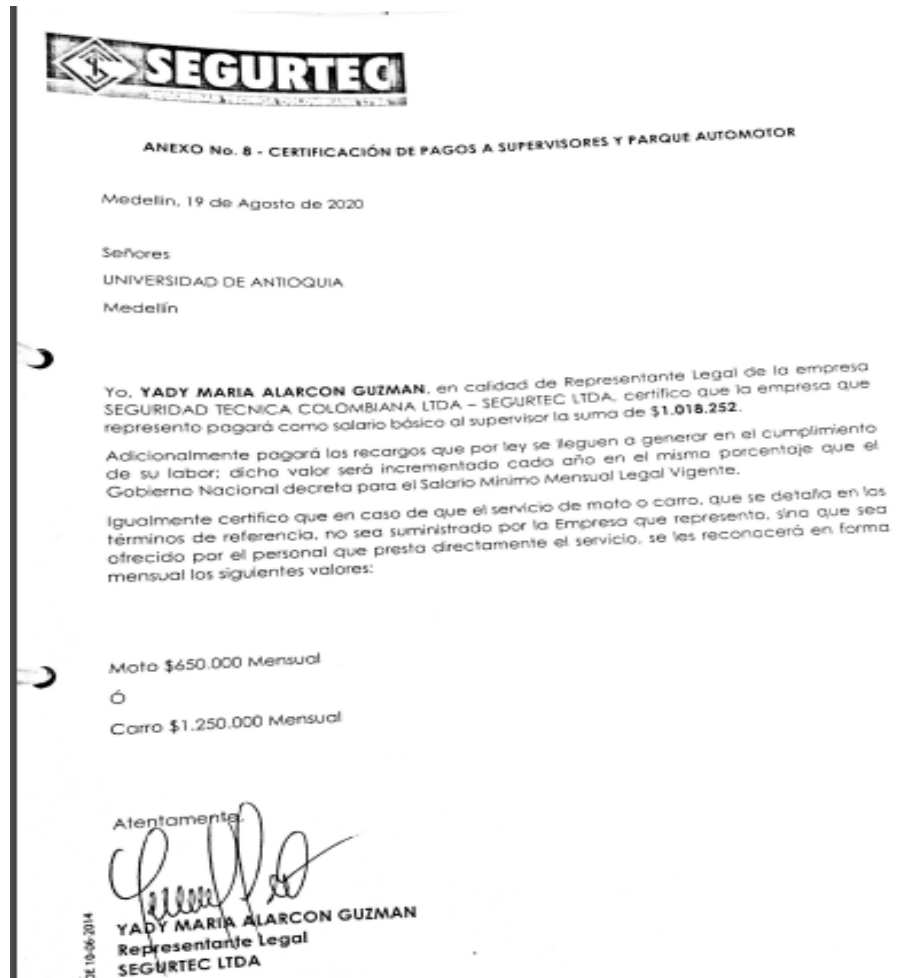 SEGURTEC
SEGURIDAD TECNICA COLOMBIANA LTDA
ANEXO No. 8 - CERTIFICACIÓN DE PAGOS A SUPERVISORES Y PARQUE AUTOMOTOR
Medellín, 19 de Agosto de 2020
Señores
UNIVERSIDAD DE ANTIOQUIA
Medellín
Yo, YADY MARIA ALARCON GUZMAN, en calidad de Representante Legal de la empresa
SEGURIDAD TECNICA COLOMBIANA LTDA – SEGURTEC LTDA, certifico que la empresa que
represento pagará como salario básico al supervisor la suma de $1.018.252.
Adicionalmente pagará los recargos que por ley se lleguen a generar en el cumplimiento
de su labor; dicho valor será incrementado cada año en el mismo porcentaje que el
Gobierno Nacional decreta para el Salario Mínimo Mensual Legal Vigente.
Igualmente certifico que en caso de que el servicio de moto o carro, que se detalla en los
términos de referencia, no sea suministrado por la Empresa que represento, sino que sea
ofrecido por el personal que presta directamente el servicio, se les reconocerá en forma
mensual los siguientes valores:
Moto $650.000 Mensual
Ó
Carro $1.250.000 Mensual
Atentamente,
YADY MARIA ALARCON GUZMAN
Representante Legal
SEGURTEC LTDA
DE 10-06-2014